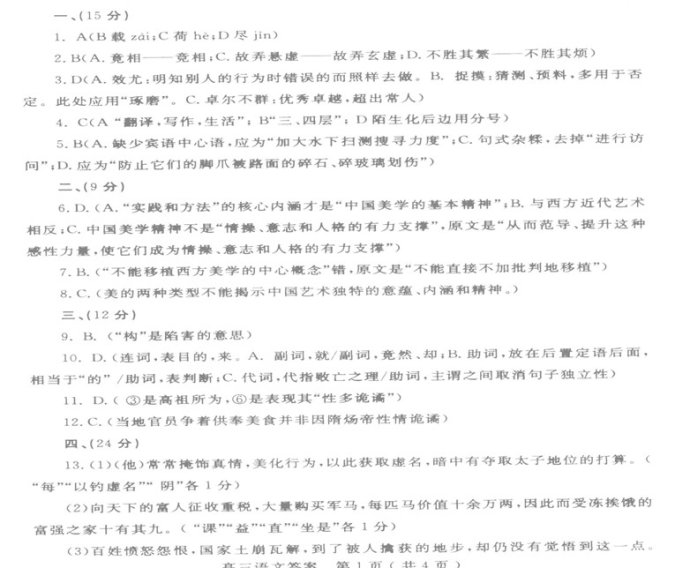 一、(15 分)
1. A(B 载 zǎi;C 荷 hè;D 尽 jǐn)
2. B(A. 竟相——竞相;C. 故弄悬虚——故弄玄虚;D. 不胜其繁——不胜其烦)
3. D(A. 效尤:明知别人的行为时错误的而照样去做。B. 捉摸:猜测、预料,多用于否
定。此处应用“琢磨”。C. 卓尔不群:优秀卓越,超出常人)
4. C(A“翻译,写作,生活”; B“三、四层”; D 陌生化后边用分号)
5. B(A. 缺少宾语中心语,应为“加大水下扫测搜寻力度”;C. 句式杂糅,去掉“进行访
问”;D. 应为“防止它们的脚爪被路面的碎石、碎玻璃划伤”)
二、(9 分)
6. D. (A. “实践和方法”的核心内涵才是“中国美学的基本精神”;B. 与西方近代艺术
相反;C. 中国美学精神不是“情操、意志和人格的有力支撑”,原文是“从而范导、提升这种
感性力量,使它们成为情操、意志和人格的有力支撑”)
7. B. (“不能移植西方美学的中心概念”错,原文是“不能直接不加批判地移植”)
8. C. (美的两种类型不能揭示中国艺术独特的意蕴、内涵和精神。)
三、(12 分)
9. B. (“构”是陷害的意思)
10. D. (连词,表目的,来。A. 副词,就/副词,竟然、却;B. 助词,放在后置定语后面,
相当于“的” /助词,表判断;C. 代词,代指败亡之理/助词,主谓之间取消句子独立性)
11. D. ( ③是高祖所为,⑥是表现其“性多诡谲”)
12. C. (当地官员争着供奉美食并非因隋炀帝性情诡谲)
四、(24 分)
13. (1)(他)常常掩饰真情,美化行为,以此获取虚名,暗中有夺取太子地位的打算。(
“每”“以钓虚名”“ 阴”各 1 分)
(2)向天下的富人征收重税,大量购买军马,每匹马价值十余万两,因此而受冻挨饿的
富强之家十有其九。( “课”“益”“直”“坐是”各 1 分)
(3)百姓愤怒怨恨,国家土崩瓦解,到了被人擒获的地步,却仍没有觉悟到这一点。
高三语文答案 第 1 页 ( 共 4 页 )